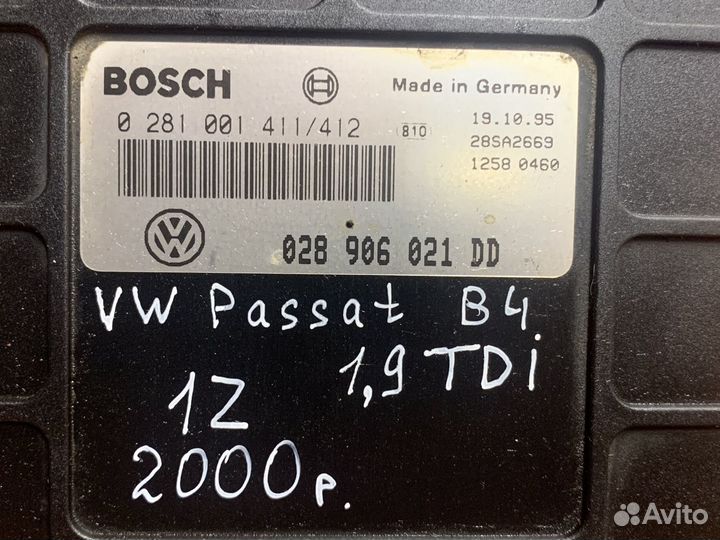 BOSCH
Made in Germany
0 281 001 411/412 810
19.10.95
28SA2669
1258 0460
028 906 021 DD
VW Passat B4
1,9 TDi
1Z
2000 р.
Avito